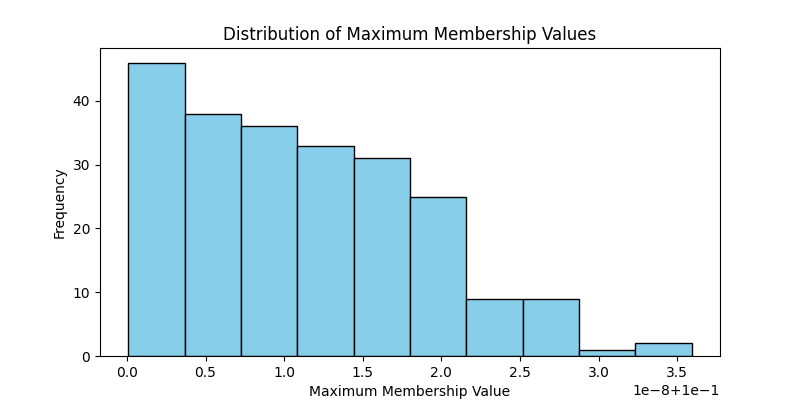 Distribution of Maximum Membership Values
Frequency
40
30
20
10
0
0.0 0.5 1.0 1.5 2.0 2.5 3.0 3.5
1e−8+1e−1
Maximum Membership Value